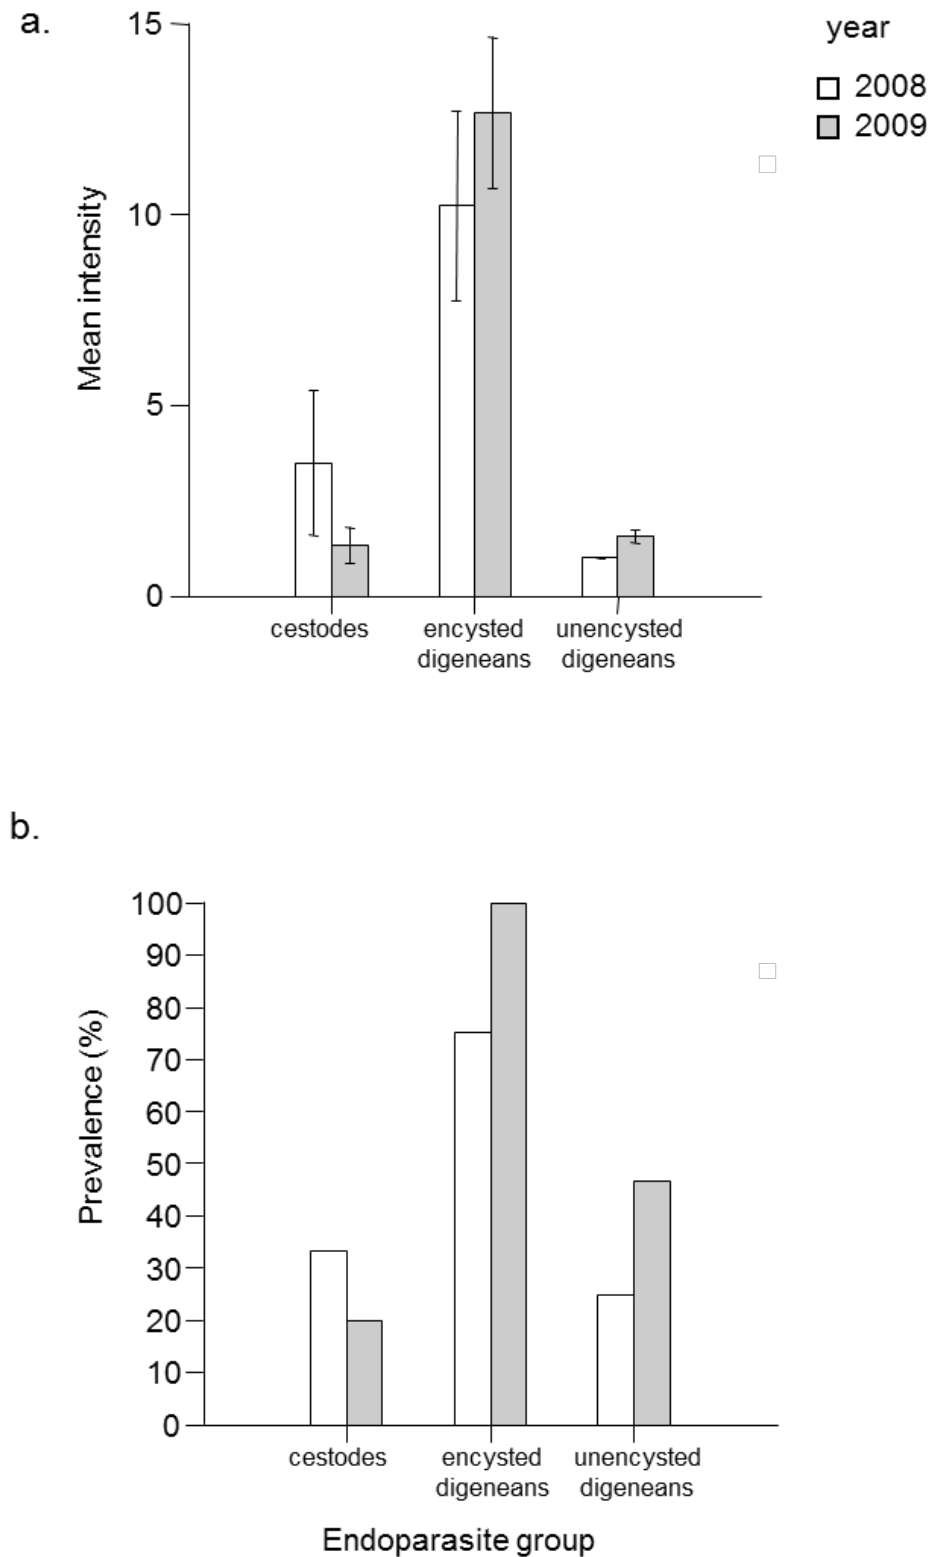 a.
year
2008
2009
15
10
5
0
Mean intensity
cestodes
encysted
digeneans
unencysted
digeneans
b.
100
90
80
70
60
50
40
30
20
10
0
Prevalence (%)
cestodes
encysted
digeneans
unencysted
digeneans
Endoparasite group